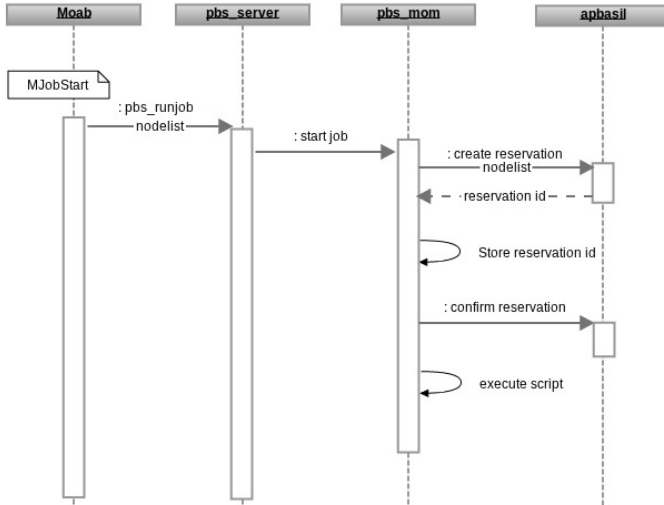 Moab
pbs_server
pbs_mom
apbasil
MJobStart
: pbs_runjob
nodelist
: start job
: create reservation
nodelist
reservation id
Store reservation id
: confirm reservation
execute script